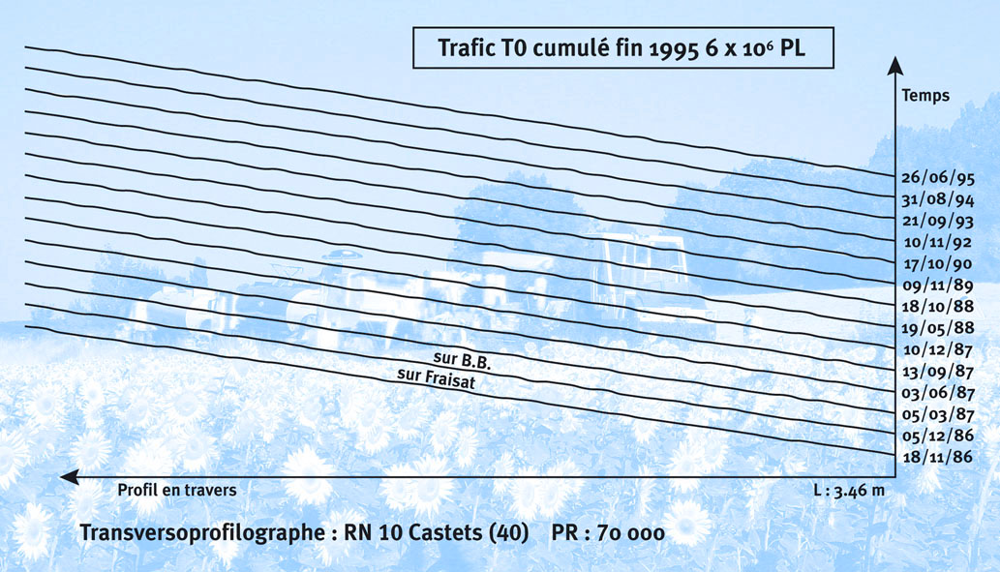 Trafic T0 cumulé fin 1995 6 x 10⁶ PL
Temps
26/06/95
31/08/94
21/09/93
10/11/92
17/10/90
09/11/89
18/10/88
19/05/88
10/12/87
13/09/87
03/06/87
05/03/87
05/12/86
18/11/86
sur B.B.
sur Fraisat
Profil en travers
L : 3.46 m
Transversoprofilographe : RN 10 Castets (40) PR : 70 000